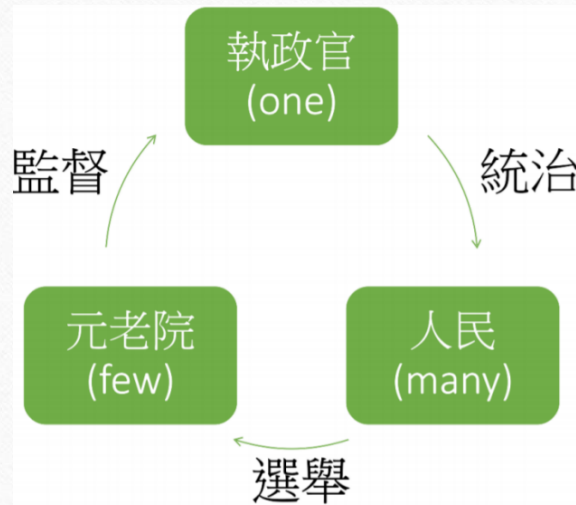 執政官
(one)
監督
統治
元老院
(few)
人民
(many)
選舉